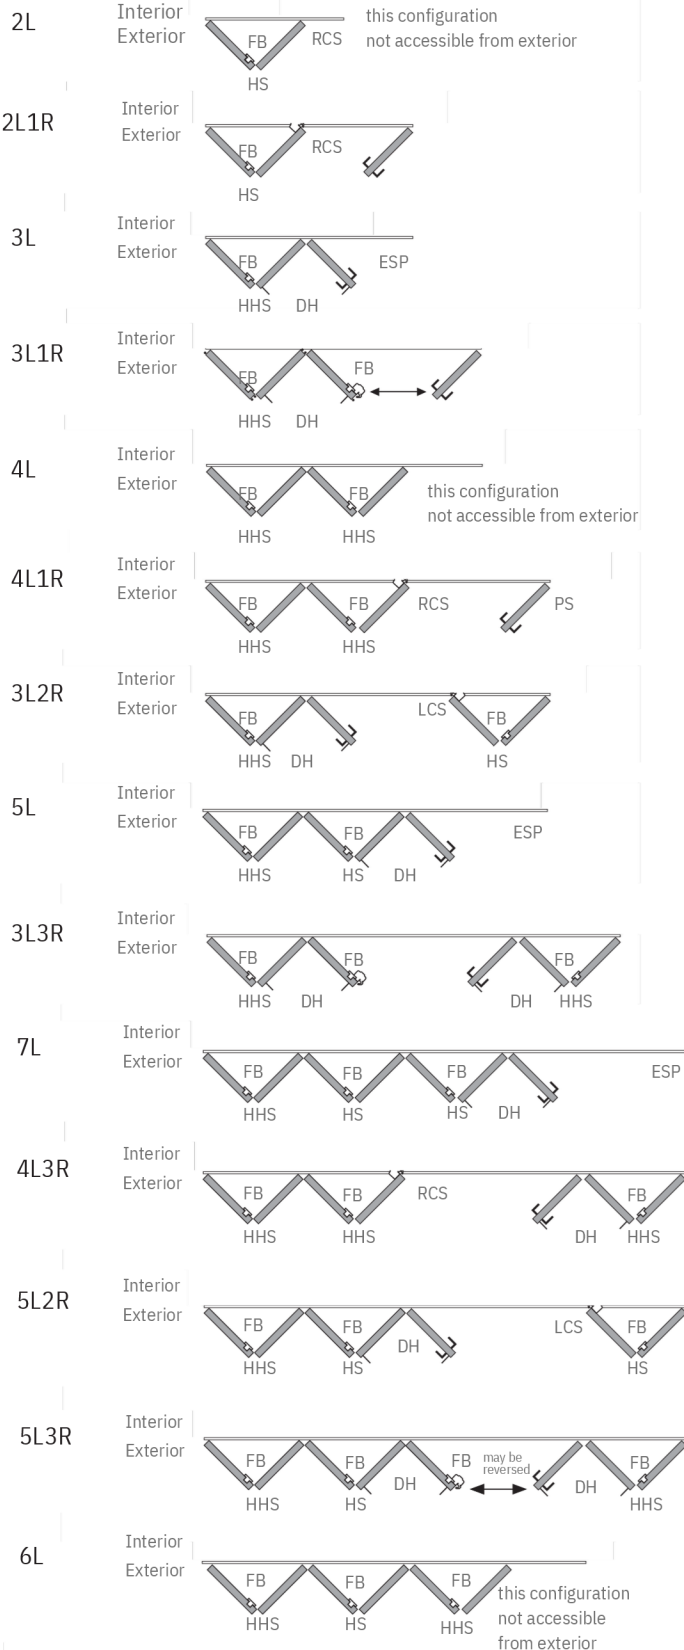 2L
Interior
Exterior
FB
RCS
HS
this configuration
not accessible from exterior
2L1R
Interior
Exterior
FB
RCS
HS
3L
Interior
Exterior
FB
ESP
HHS
DH
3L1R
Interior
Exterior
FB
FB
HHS
DH
4L
Interior
Exterior
FB
FB
this configuration
not accessible from exterior
HHS
HHS
4L1R
Interior
Exterior
FB
FB
RCS
PS
HHS
HHS
3L2R
Interior
Exterior
FB
LCS
FB
HHS
DH
HS
5L
Interior
Exterior
FB
FB
ESP
HHS
HS
DH
3L3R
Interior
Exterior
FB
FB
FB
HHS
DH
DH
HHS
7L
Interior
Exterior
FB
FB
FB
ESP
HHS
HS
HS
DH
4L3R
Interior
Exterior
FB
FB
RCS
FB
HHS
HHS
DH
HHS
5L2R
Interior
Exterior
FB
FB
DH
LCS
FB
HHS
HS
HS
5L3R
Interior
Exterior
FB
FB
DH
FB
may be
reversed
DH
FB
HHS
HS
HHS
6L
Interior
Exterior
FB
FB
FB
HHS
HS
HHS
this configuration
not accessible
from exterior